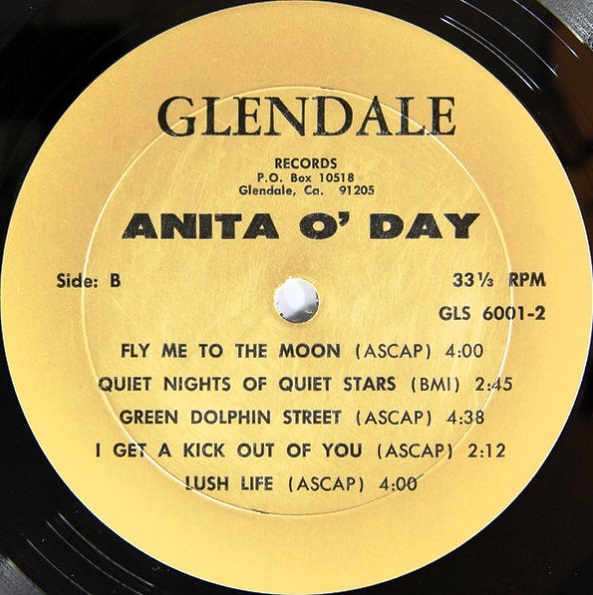 GLENDALE
RECORDS
P.O. Box 10518
Glendale, Ca. 91205
ANITA O' DAY
Side: B 33⅓ RPM
GLS 6001-2
FLY ME TO THE MOON (ASCAP) 4:00
QUIET NIGHTS OF QUIET STARS (BMI) 2:45
GREEN DOLPHIN STREET (ASCAP) 4:38
I GET A KICK OUT OF YOU (ASCAP) 2:12
LUSH LIFE (ASCAP) 4:00